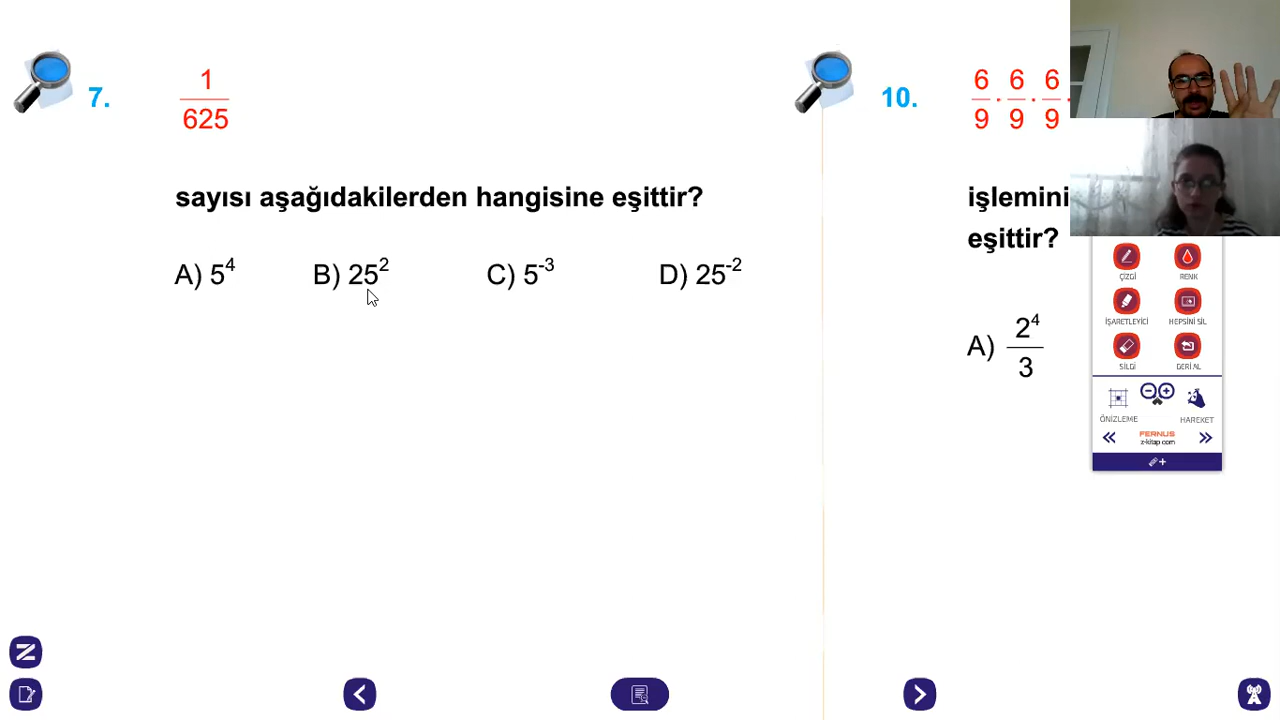 7.
1
625
sayısı aşağıdakilerden hangisine eşittir?
A) 5⁴ B) 25² C) 5⁻³ D) 25⁻²
10.
6 6 6
9 · 9 · 9 ·
işlemini
eşittir?
A) 2⁴
3
ÇİZGİ RENK
İŞARETLEYİCİ HEPSİNİ SİL
SİLGİ GERİ AL
ÖNİZLEME HAREKET
FERNUS
z-kitap.com